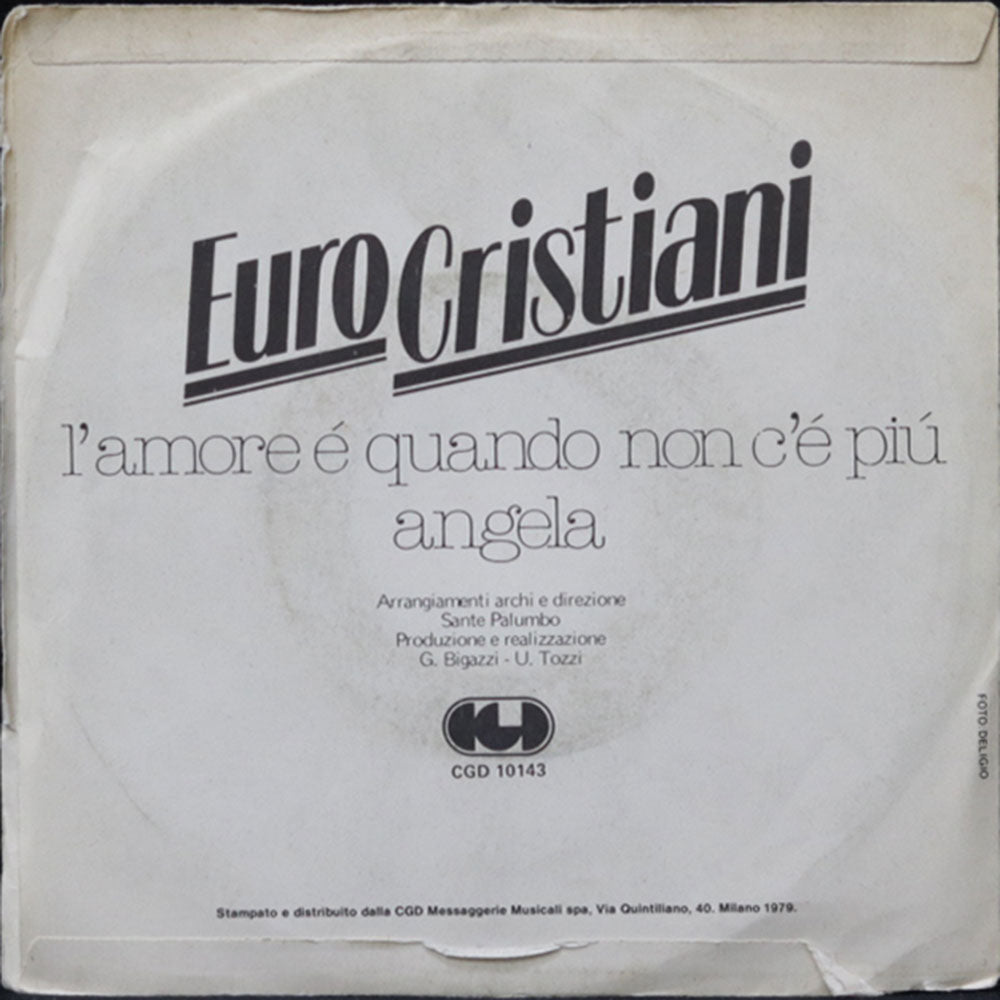 Euro Cristiani
l'amore é quando non c'é piú
angela
Arrangiamenti archi e direzione
Sante Palumbo
Produzione e realizzazione
G. Bigazzi - U. Tozzi
CGD
CGD 10143
FOTO: DELIGIO
Stampato e distribuito dalla CGD Messaggerie Musicali spa, Via Quintiliano, 40. Milano 1979.